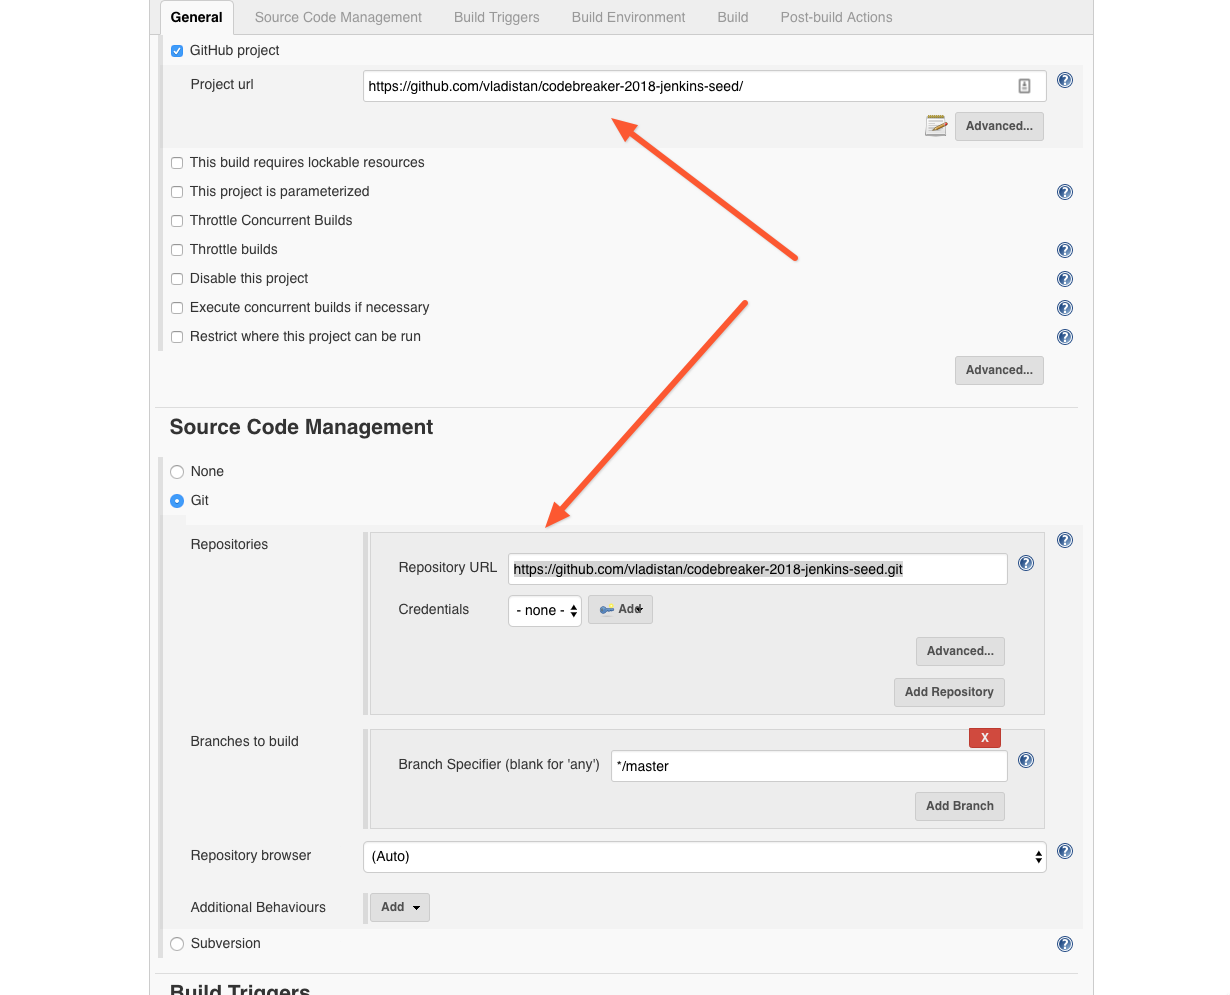 General Source Code Management Build Triggers Build Environment Build Post-build Actions
GitHub project
Project url https://github.com/vladistan/codebreaker-2018-jenkins-seed/
Advanced...
This build requires lockable resources
This project is parameterized
Throttle Concurrent Builds
Throttle builds
Disable this project
Execute concurrent builds if necessary
Restrict where this project can be run
Advanced...
Source Code Management
None
Git
Repositories
Repository URL https://github.com/vladistan/codebreaker-2018-jenkins-seed.git
Credentials - none - Add
Advanced...
Add Repository
Branches to build
X
Branch Specifier (blank for 'any') */master
Add Branch
Repository browser (Auto)
Additional Behaviours Add
Subversion
Build Triggers